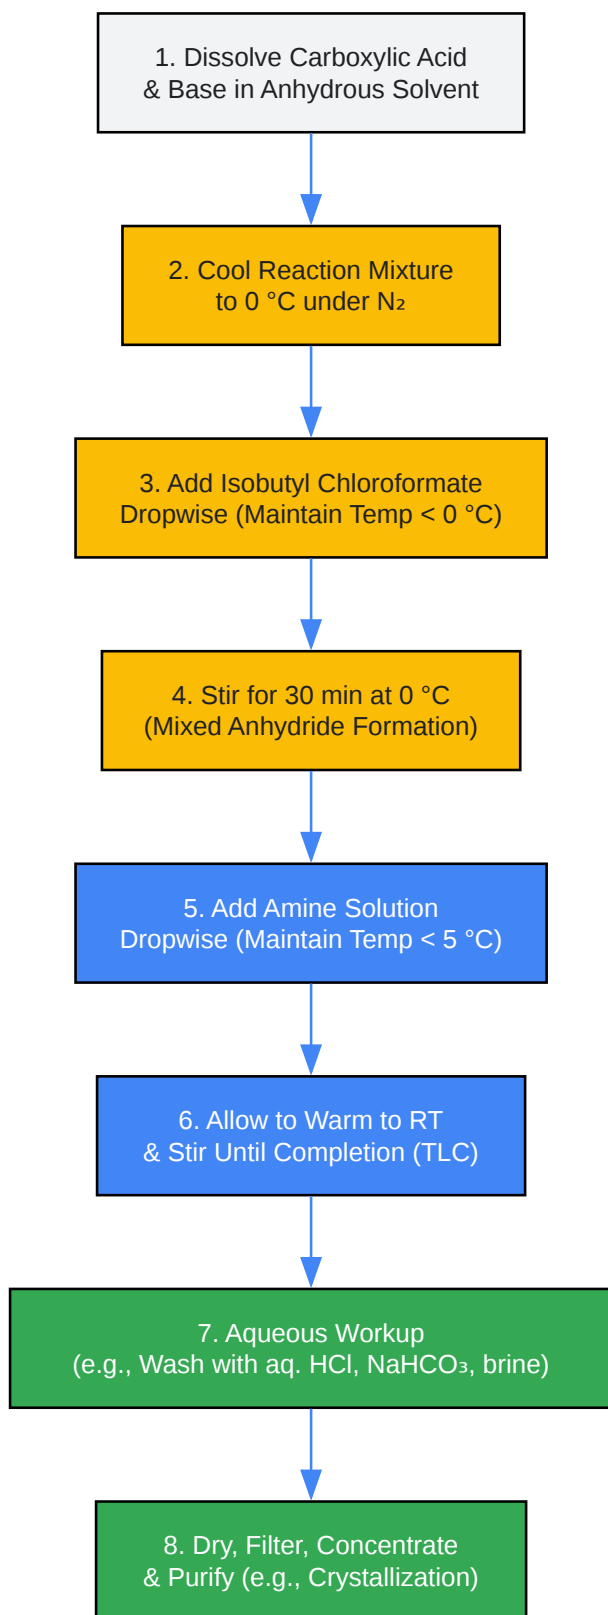 1. Dissolve Carboxylic Acid
& Base in Anhydrous Solvent
2. Cool Reaction Mixture
to 0 °C under N₂
3. Add Isobutyl Chloroformate
Dropwise (Maintain Temp < 0 °C)
4. Stir for 30 min at 0 °C
(Mixed Anhydride Formation)
5. Add Amine Solution
Dropwise (Maintain Temp < 5 °C)
6. Allow to Warm to RT
& Stir Until Completion (TLC)
7. Aqueous Workup
(e.g., Wash with aq. HCl, NaHCO₃, brine)
8. Dry, Filter, Concentrate
& Purify (e.g., Crystallization)